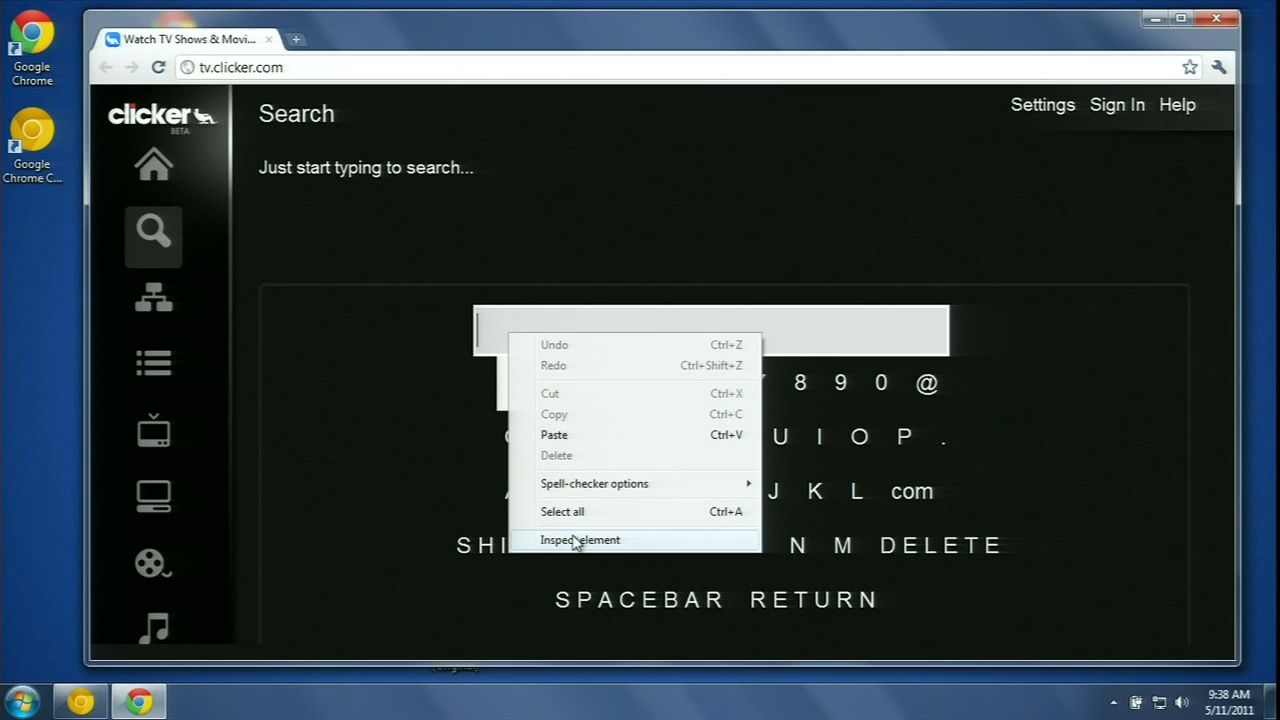 Google
Chrome
Google
Chrome C...
Watch TV Shows & Movi...
tv.clicker.com
clicker
BETA
Search
Settings Sign In Help
Just start typing to search...
Undo Ctrl+Z
Redo Ctrl+Shift+Z
Cut Ctrl+X
Copy Ctrl+C
Paste Ctrl+V
Delete
Spell-checker options
Select all Ctrl+A
Inspect element
8 9 0 @
U I O P .
J K L com
SHI
N M DELETE
SPACEBAR RETURN
9:38 AM
5/11/2011